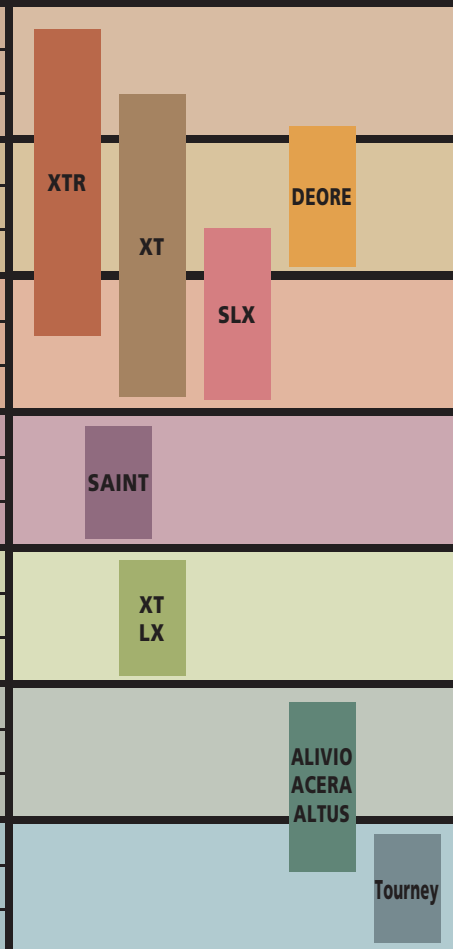 XTR
DEORE
XT
SLX
SAINT
XT
LX
ALIVIO
ACERA
ALTUS
Tourney